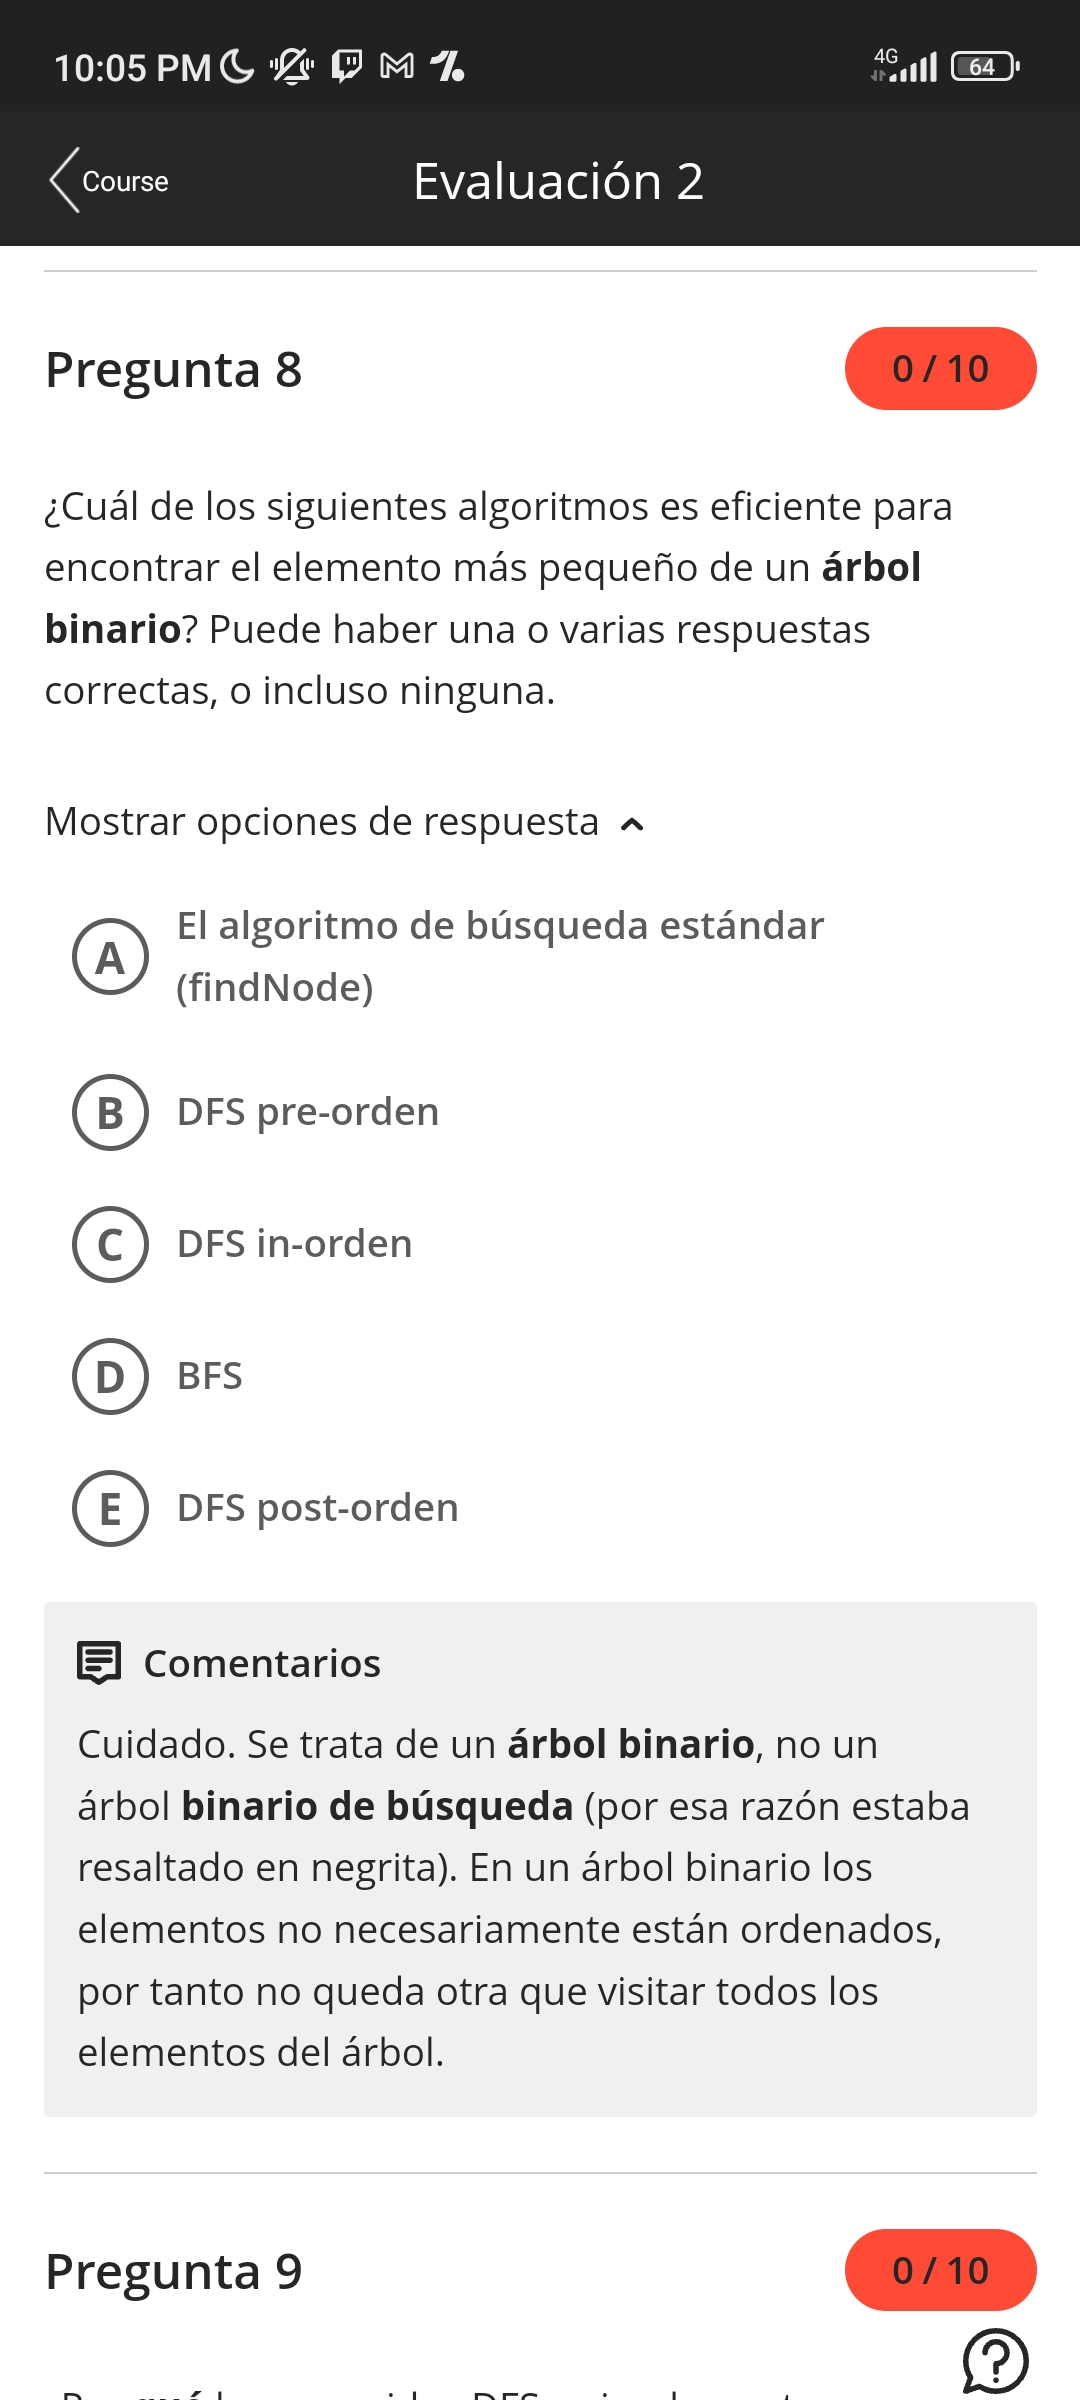 10:05 PM
4G
64
Course
Evaluación 2
Pregunta 8
0 / 10
¿Cuál de los siguientes algoritmos es eficiente para
encontrar el elemento más pequeño de un árbol
binario? Puede haber una o varias respuestas
correctas, o incluso ninguna.
Mostrar opciones de respuesta
A
El algoritmo de búsqueda estándar
(findNode)
B
DFS pre-orden
C
DFS in-orden
D
BFS
E
DFS post-orden
Comentarios
Cuidado. Se trata de un árbol binario, no un
árbol binario de búsqueda (por esa razón estaba
resaltado en negrita). En un árbol binario los
elementos no necesariamente están ordenados,
por tanto no queda otra que visitar todos los
elementos del árbol.
Pregunta 9
0 / 10